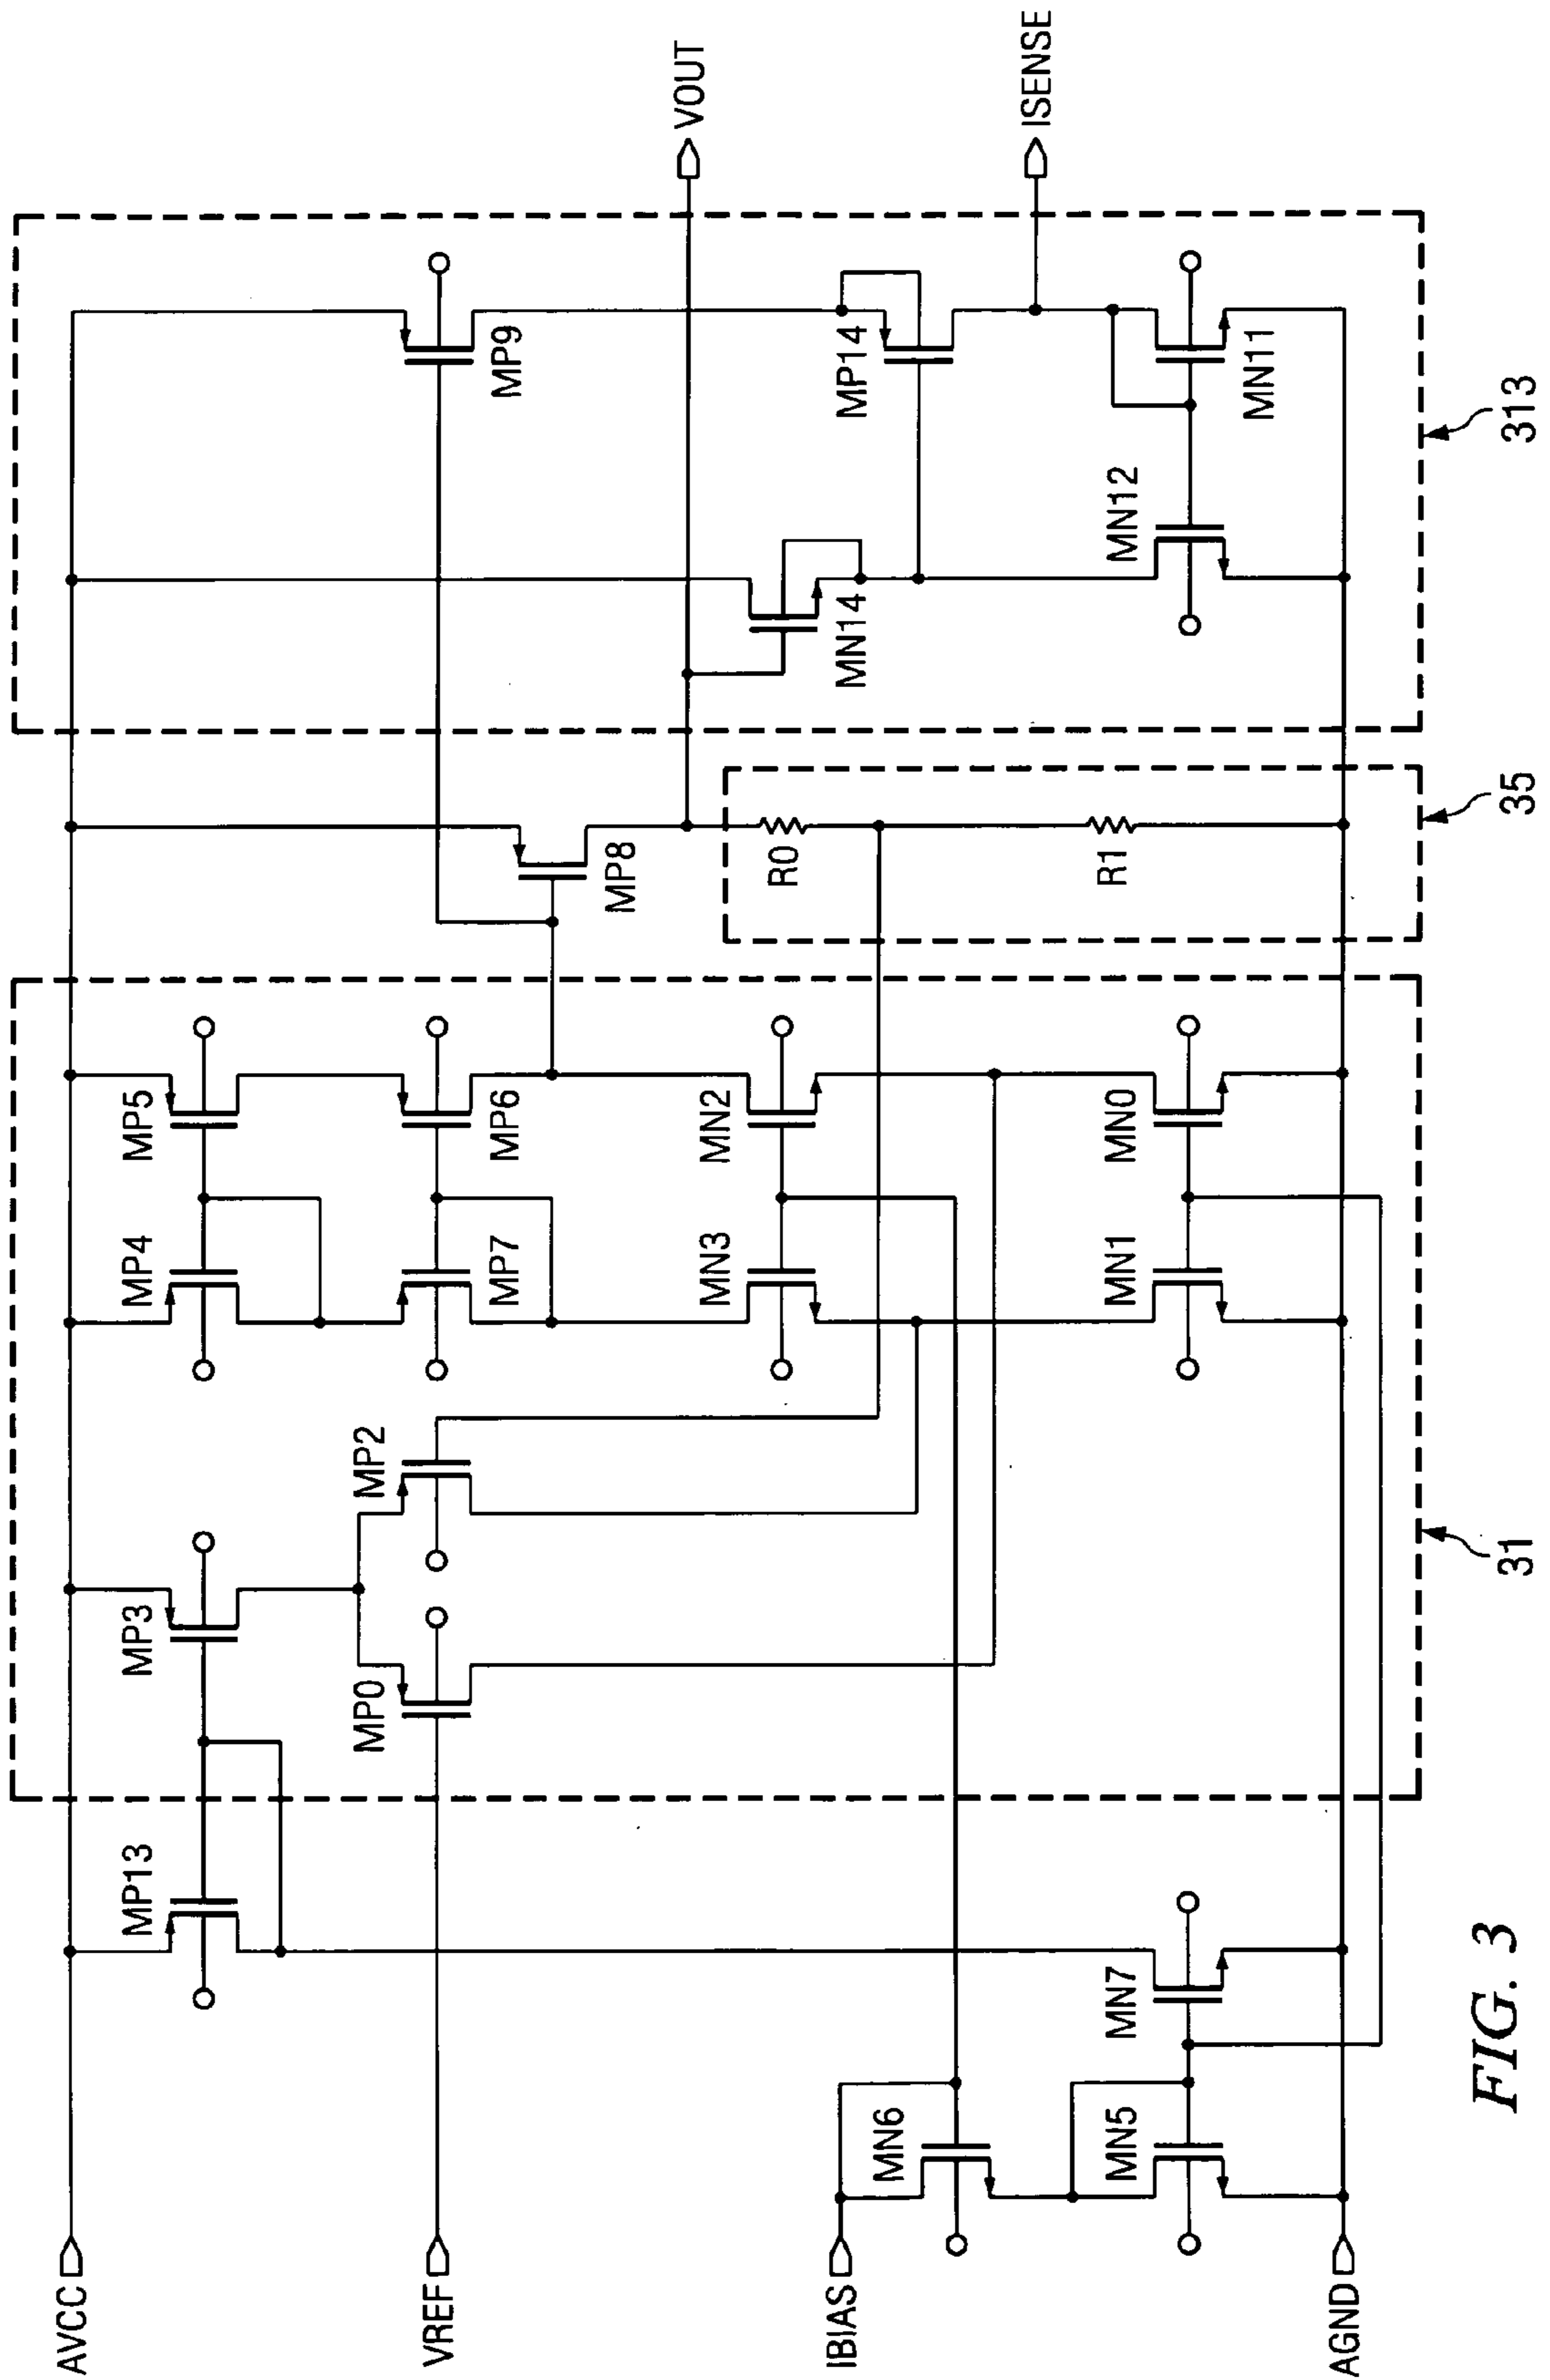 AVCC
VREF
IBIAS
AGND
MP13
MN6
MN5
MN7
MP3
MP0
MP2
MP4
MP5
MP7
MP6
MN3
MN2
MN1
MN0
31
MP8
R0
R1
35
MP9
MN14
MP14
MN12
MN11
313
VOUT
ISENSE
FIG. 3